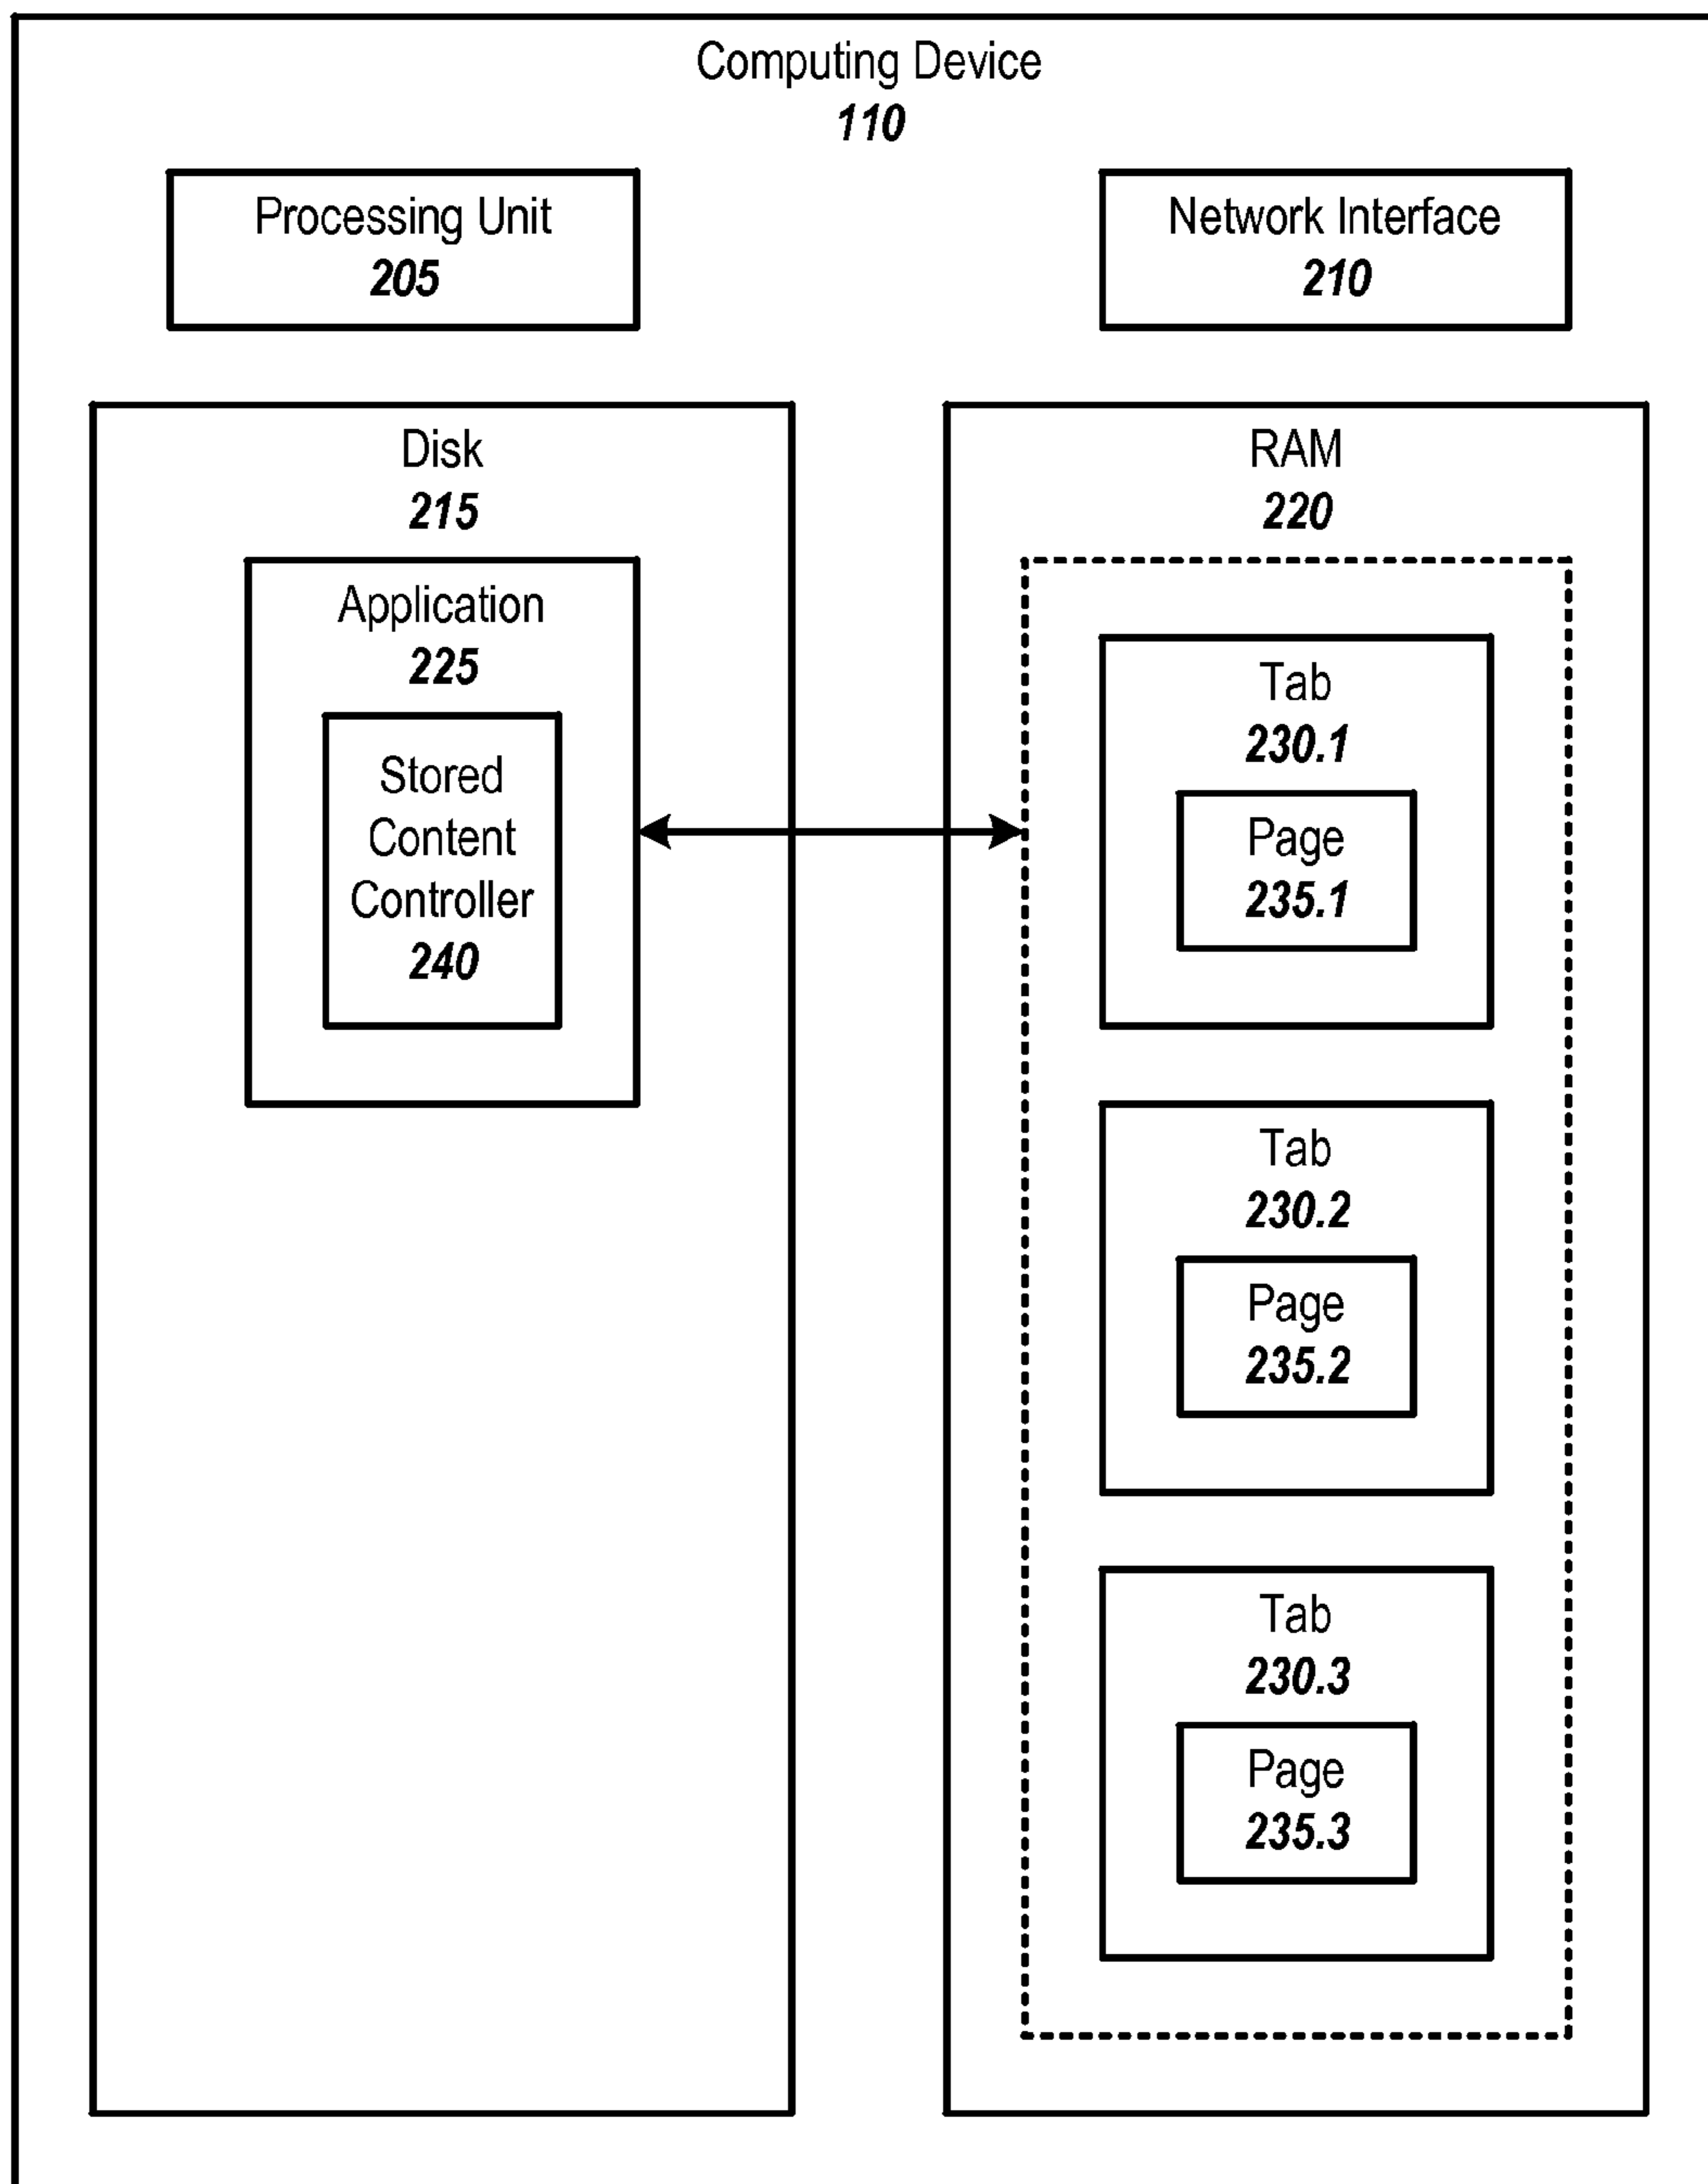 Computing Device
110
Processing Unit
205
Network Interface
210
Disk
215
Application
225
Stored
Content
Controller
240
RAM
220
Tab
230.1
Page
235.1
Tab
230.2
Page
235.2
Tab
230.3
Page
235.3